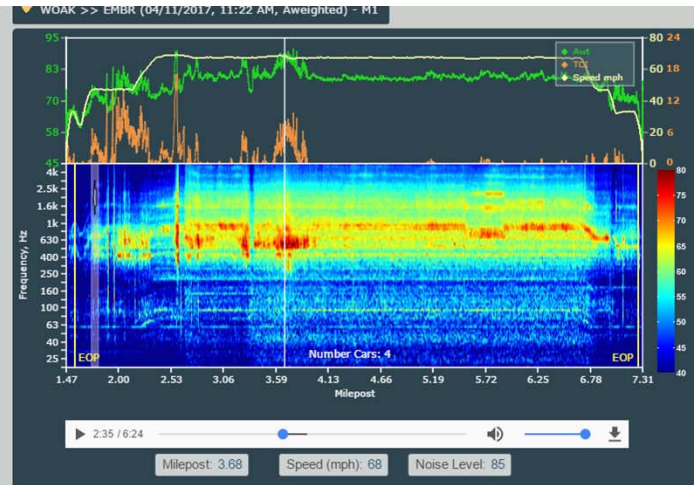 WOAK >> EMBR (04/11/2017, 11:22 AM, Aweighted) - M1
95
83
70
58
45
80 24
60 18
40 12
20 6
0 0
Awt
TOI
Speed mph
4k
2.5k
1.6k
1k
630
400
250
160
100
63
40
25
Frequency, Hz
80
75
70
65
60
55
50
45
40
EOP
Number Cars: 4
EOP
1.47 2.00 2.53 3.06 3.59 4.13 4.66 5.19 5.72 6.25 6.78 7.31
Milepost
2:35 / 6:24
Milepost: 3.68 Speed (mph): 68 Noise Level: 85